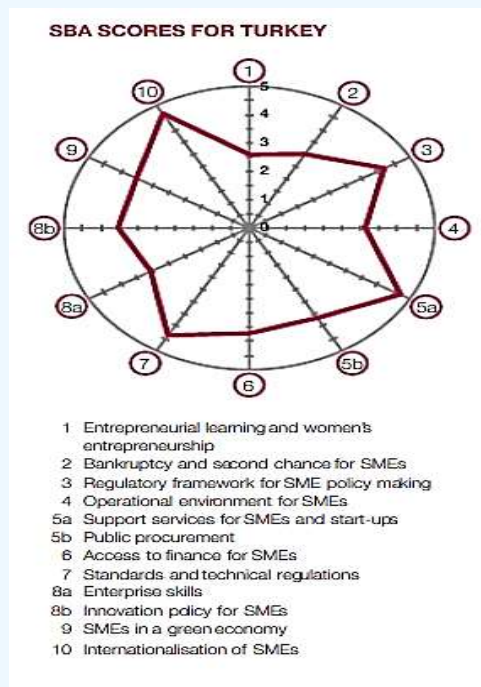 SBA SCORES FOR TURKEY
1
10
2
5
4
9
3
3
2
1
8b
0
4
8a
5a
7
5b
6
1 Entrepreneurial learning and women's
entrepreneurship
2 Bankruptcy and second chance for SMEs
3 Regulatory framework for SME policy making
4 Operational environment for SMEs
5a Support services for SMEs and start-ups
5b Public procurement
6 Access to finance for SMEs
7 Standards and technical regulations
8a Enterprise skills
8b Innovation policy for SMEs
9 SMEs in a green economy
10 Internationalisation of SMEs